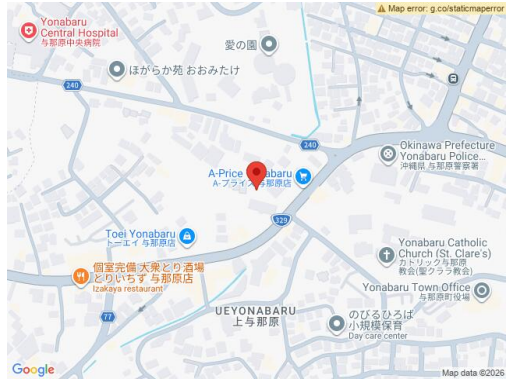 Map error: g.co/staticmaperror
Yonabaru
Central Hospital
与那原中央病院
愛の園
ほがらか苑 おおみたけ
240
240
Okinawa Prefecture
Yonabaru Police...
沖縄県 与那原警察署
A-Price Yonabaru
A-プライス 与那原店
329
Toei Yonabaru
トーエイ 与那原店
Yonabaru Catholic
Church (St. Clare's)
カトリック与那原
教会(聖クララ教会)
個室完備 大衆とり酒場
とりいちず 与那原店
Izakaya restaurant
Yonabaru Town Office
与那原町役場
77
UEYONABARU
上与那原
のびるひろば
小規模保育
Day care center
Google
Map data ©2026